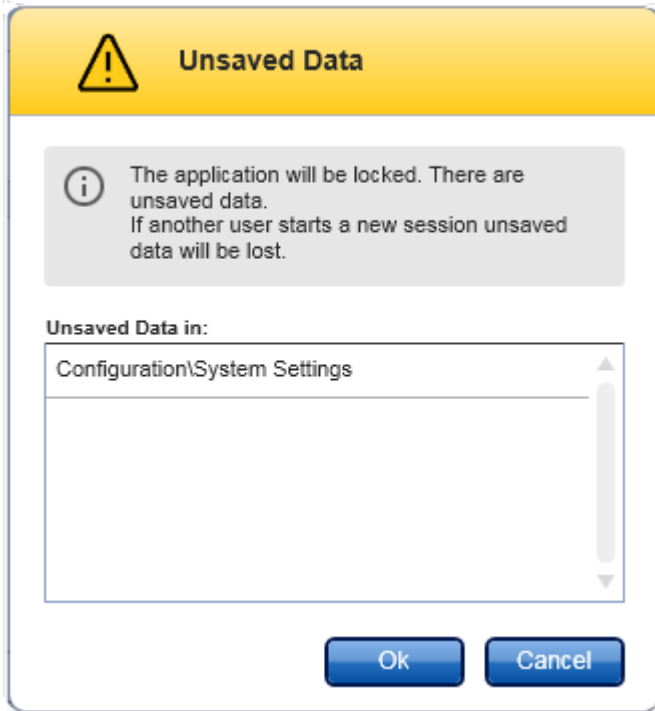 Unsaved Data
The application will be locked. There are
unsaved data.
If another user starts a new session unsaved
data will be lost.
Unsaved Data in:
Configuration\System Settings
Ok
Cancel